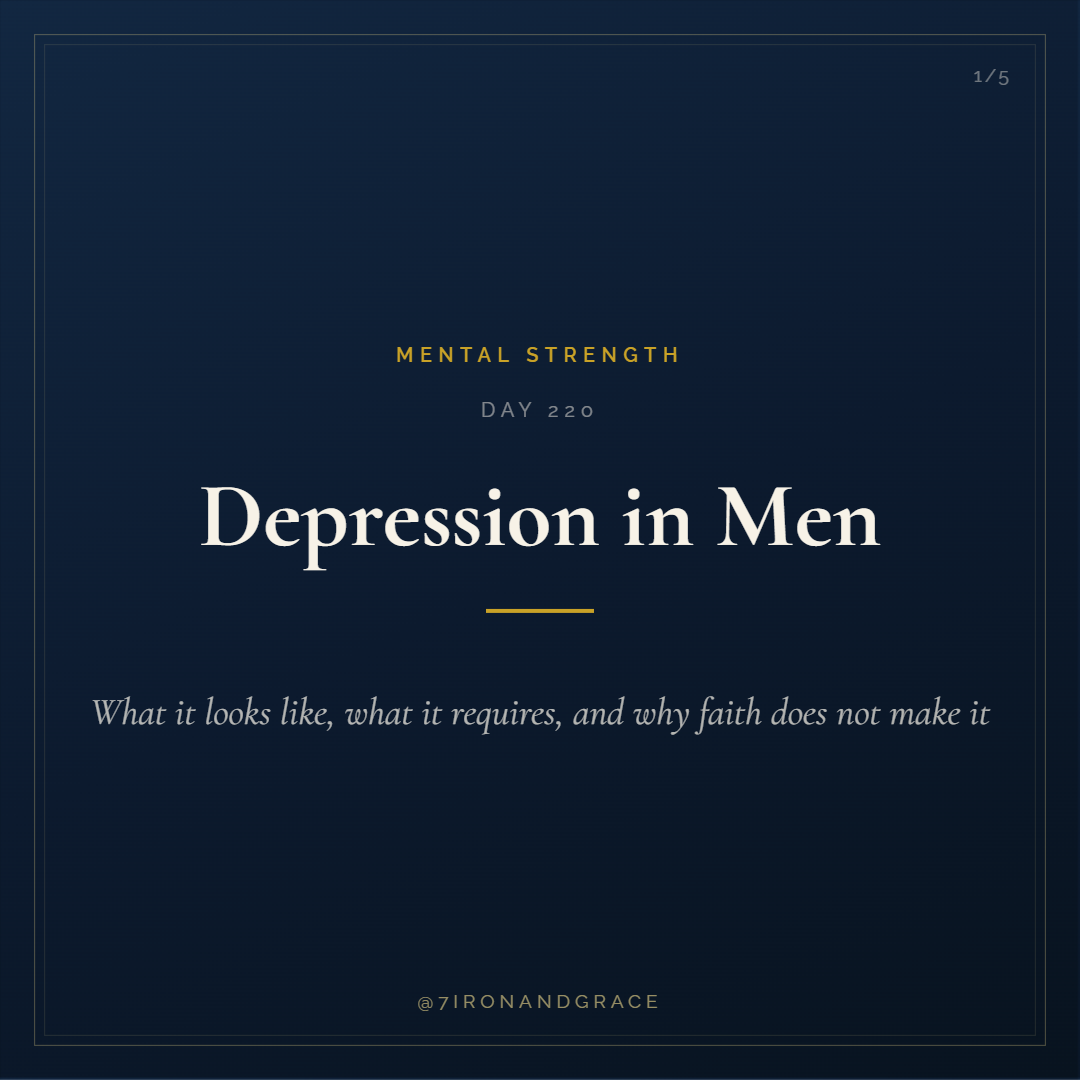 1/5
MENTAL STRENGTH
DAY 220
Depression in Men
What it looks like, what it requires, and why faith does not make it
@7IRONANDGRACE